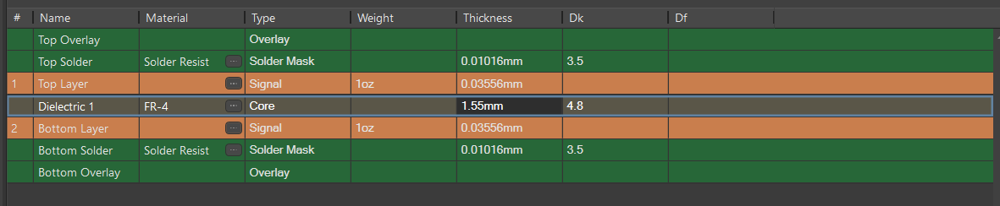 # Name Material Type Weight Thickness Dk Df
Top Overlay Overlay
Top Solder Solder Resist ... Solder Mask 0.01016mm 3.5
1 Top Layer ... Signal 1oz 0.03556mm
Dielectric 1 FR-4 ... Core 1.55mm 4.8
2 Bottom Layer ... Signal 1oz 0.03556mm
Bottom Solder Solder Resist ... Solder Mask 0.01016mm 3.5
Bottom Overlay Overlay